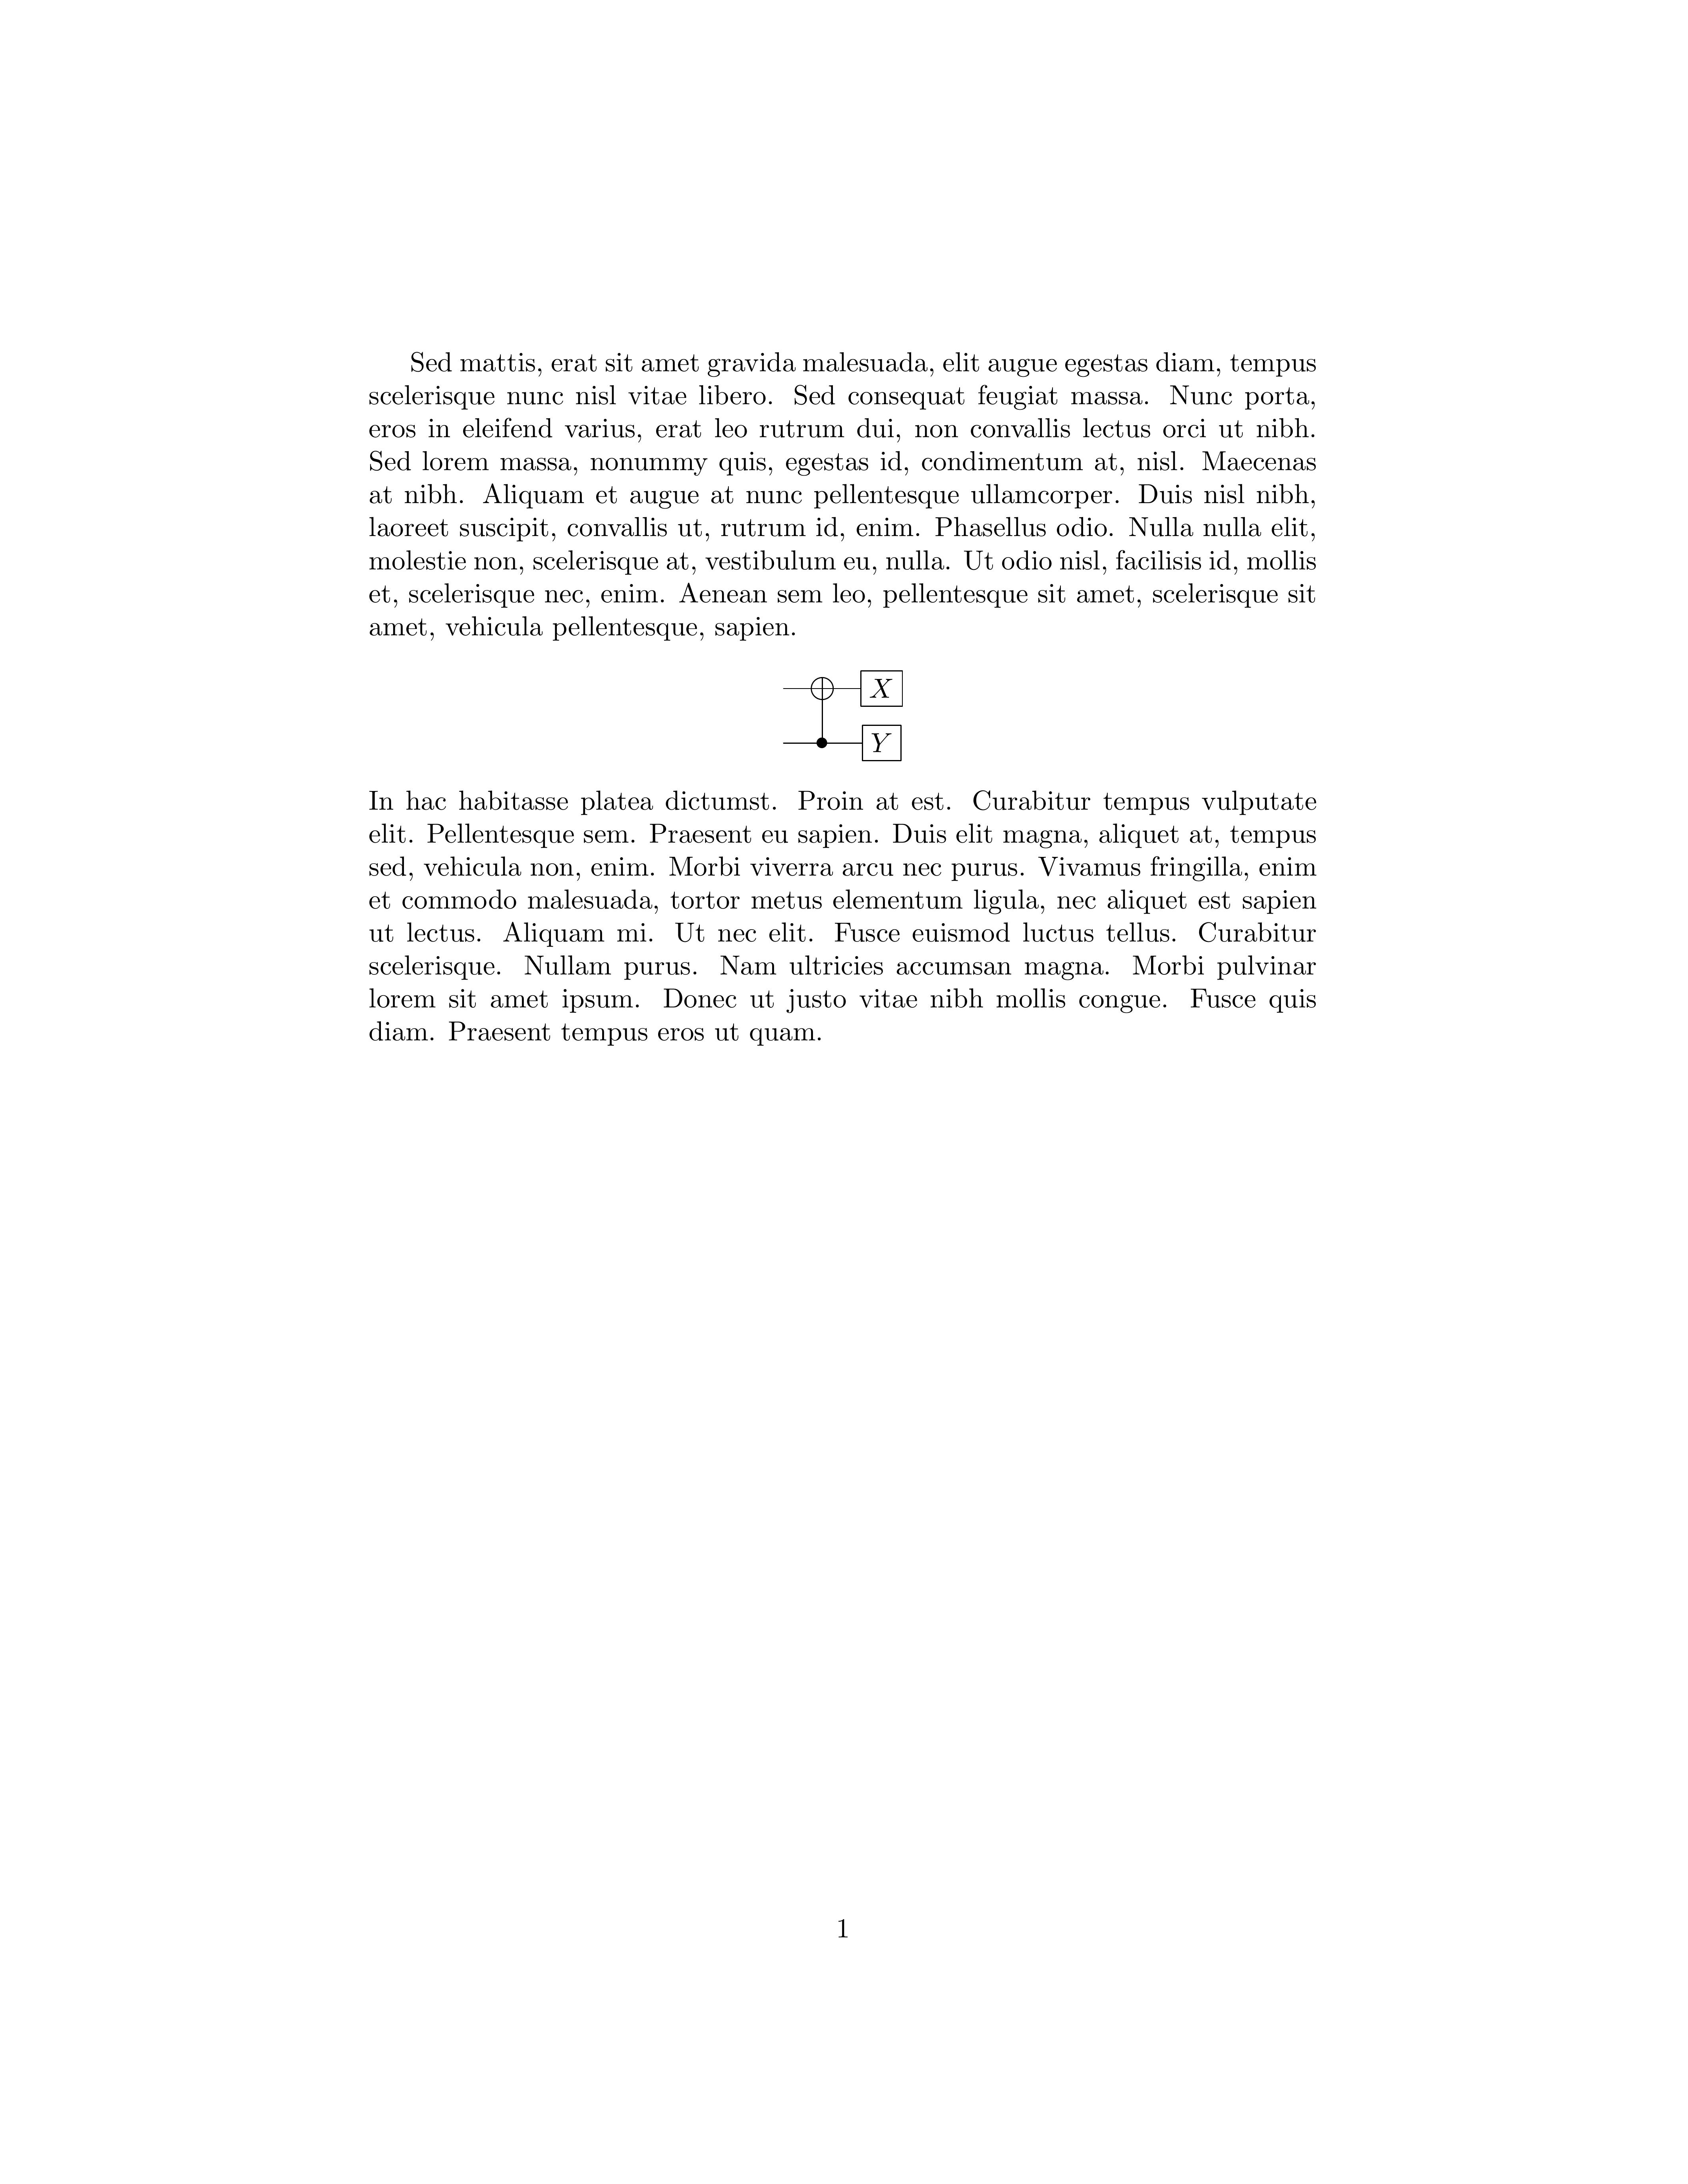 Sed mattis, erat sit amet gravida malesuada, elit augue egestas diam, tempus
scelerisque nunc nisl vitae libero. Sed consequat feugiat massa. Nunc porta,
eros in eleifend varius, erat leo rutrum dui, non convallis lectus orci ut nibh.
Sed lorem massa, nonummy quis, egestas id, condimentum at, nisl. Maecenas
at nibh. Aliquam et augue at nunc pellentesque ullamcorper. Duis nisl nibh,
laoreet suscipit, convallis ut, rutrum id, enim. Phasellus odio. Nulla nulla elit,
molestie non, scelerisque at, vestibulum eu, nulla. Ut odio nisl, facilisis id, mollis
et, scelerisque nec, enim. Aenean sem leo, pellentesque sit amet, scelerisque sit
amet, vehicula pellentesque, sapien.
X
Y
In hac habitasse platea dictumst. Proin at est. Curabitur tempus vulputate
elit. Pellentesque sem. Praesent eu sapien. Duis elit magna, aliquet at, tempus
sed, vehicula non, enim. Morbi viverra arcu nec purus. Vivamus fringilla, enim
et commodo malesuada, tortor metus elementum ligula, nec aliquet est sapien
ut lectus. Aliquam mi. Ut nec elit. Fusce euismod luctus tellus. Curabitur
scelerisque. Nullam purus. Nam ultricies accumsan magna. Morbi pulvinar
lorem sit amet ipsum. Donec ut justo vitae nibh mollis congue. Fusce quis
diam. Praesent tempus eros ut quam.
1